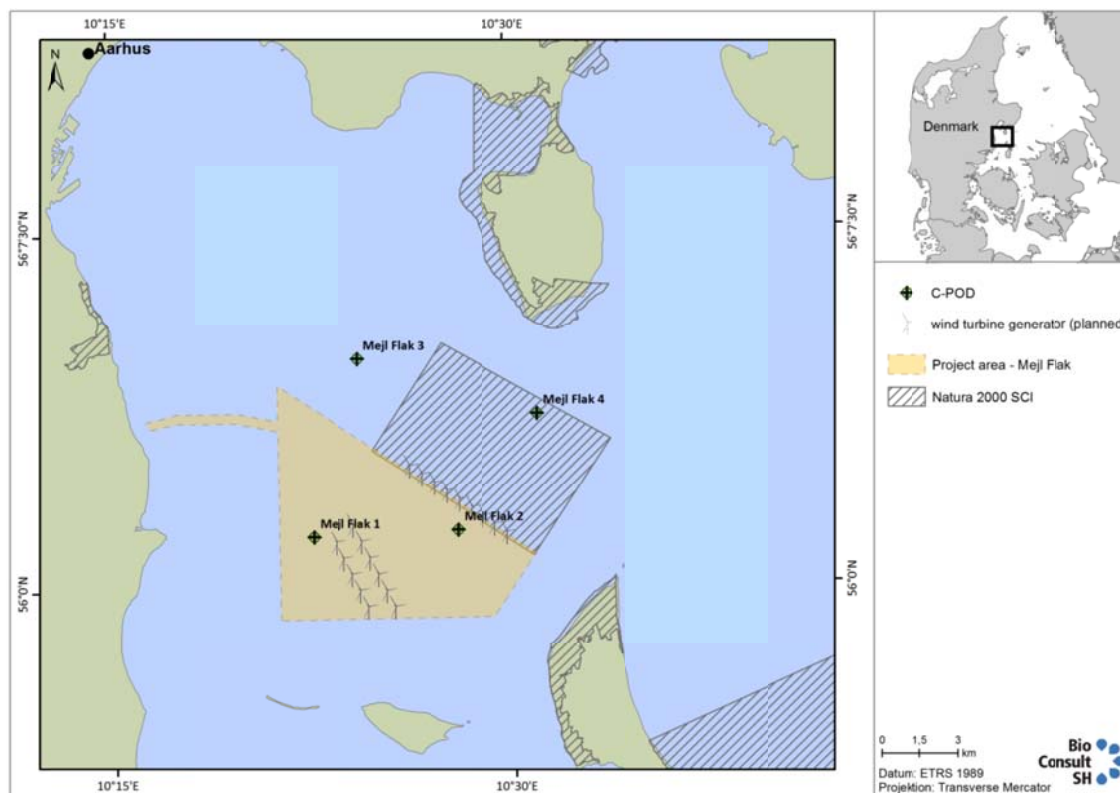 10°15'E
10°30'E
Aarhus
N
56°7'30"N
56°7'30"N
Mejl Flak 3
Mejl Flak 4
Mejl Flak 1
Mejl Flak 2
56°0'N
56°0'N
10°15'E
10°30'E
Denmark
C-POD
wind turbine generator (planned
Project area - Mejl Flak
Natura 2000 SCI
0 1,5 3
km
Datum: ETRS 1989
Projektion: Transverse Mercator
Bio
Consult
SH